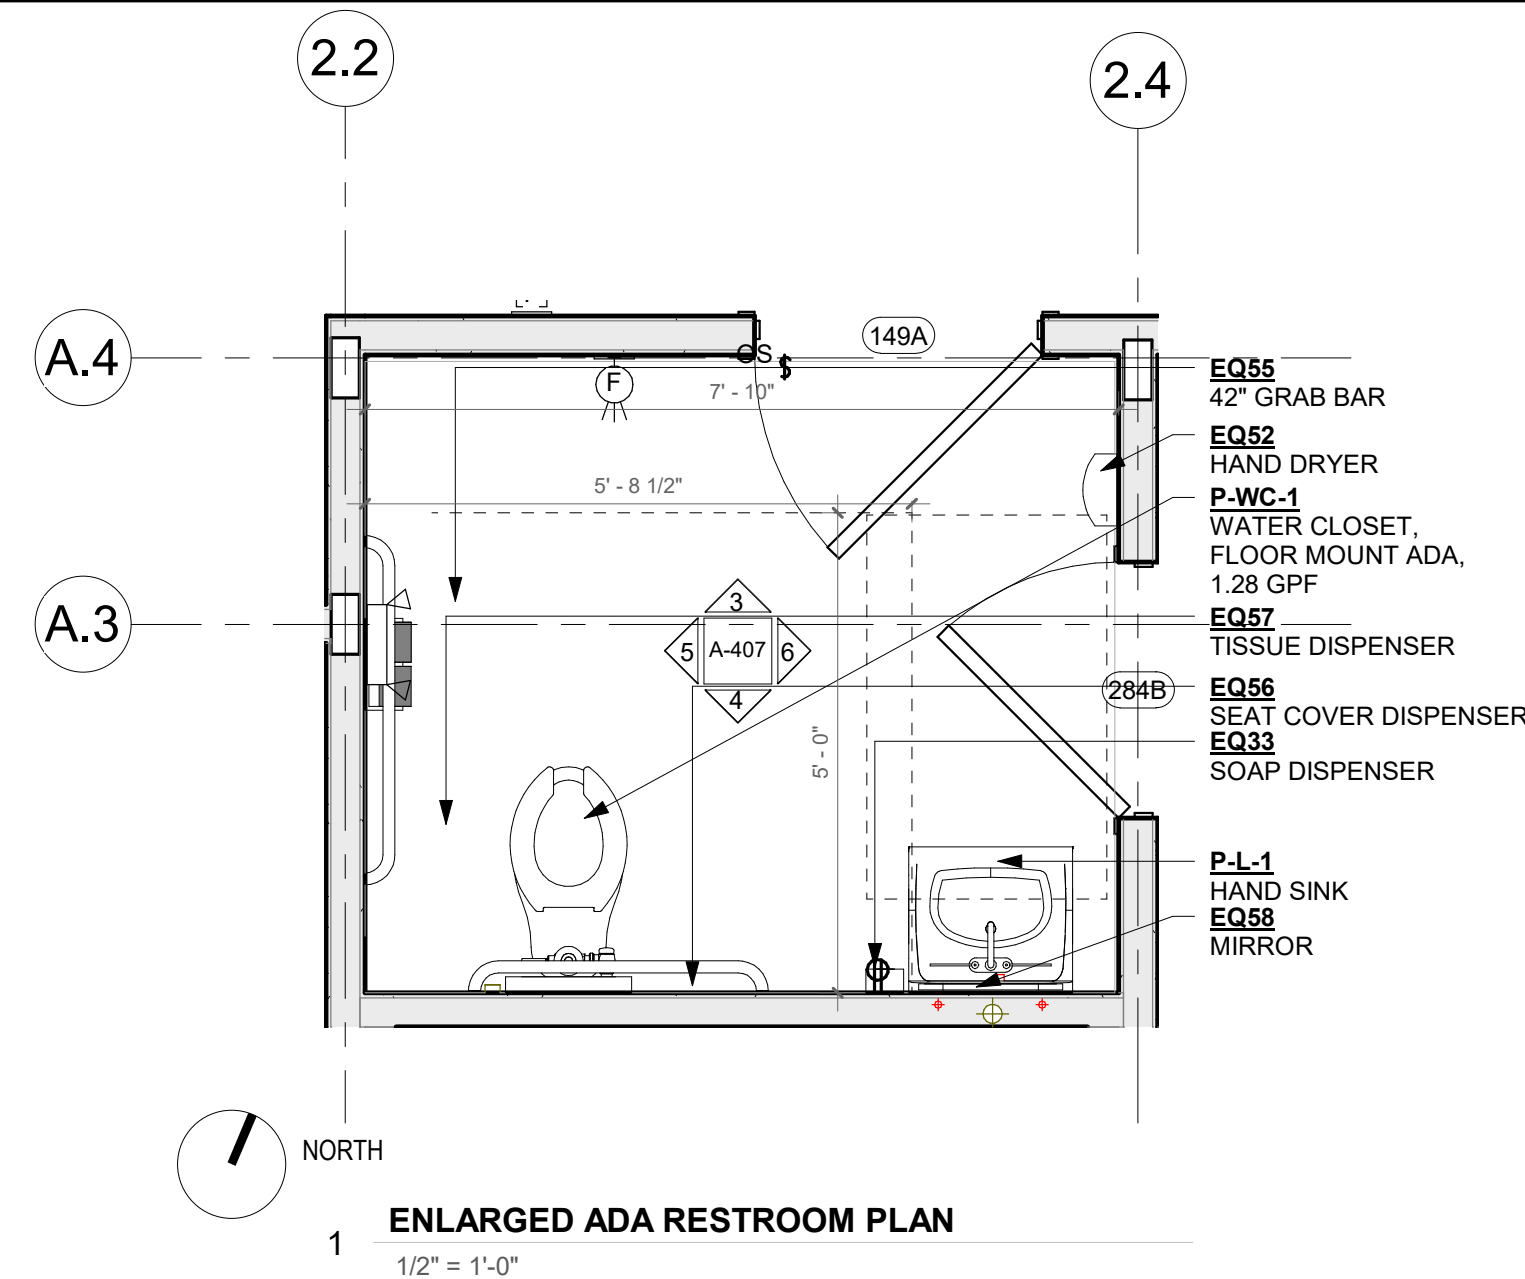 2.2
2.4
A.4
149A
OS
$
F
7' - 10"
EQ55
42" GRAB BAR
EQ52
HAND DRYER
5' - 8 1/2"
P-WC-1
WATER CLOSET,
FLOOR MOUNT ADA,
1.28 GPF
A.3
3
5
A-407
6
4
EQ57
TISSUE DISPENSER
284B
EQ56
SEAT COVER DISPENSER
5' - 0"
EQ33
SOAP DISPENSER
P-L-1
HAND SINK
EQ58
MIRROR
NORTH
1
ENLARGED ADA RESTROOM PLAN
1/2" = 1'-0"